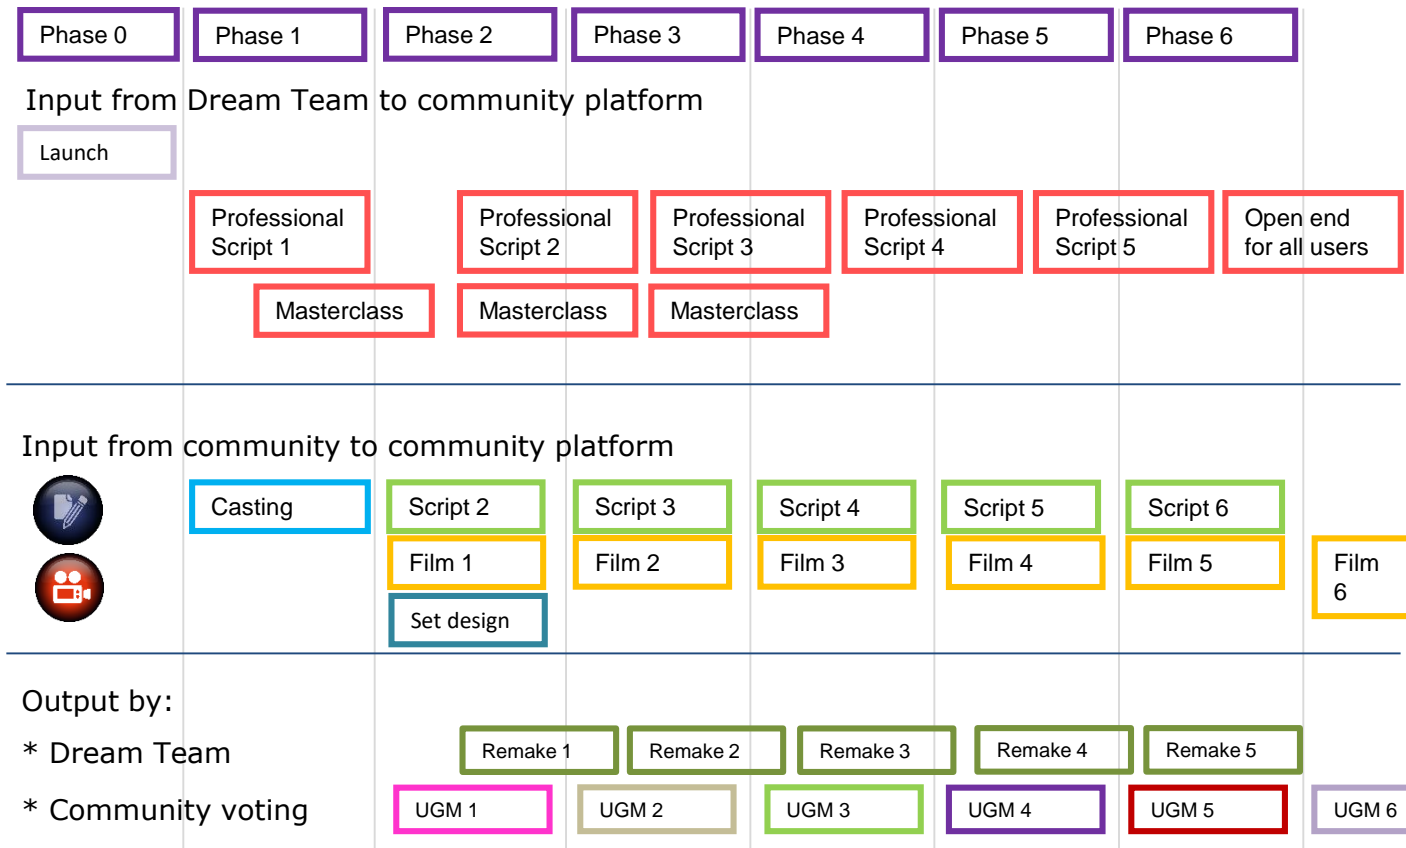 Phase 0
Phase 1
Phase 2
Phase 3
Phase 4
Phase 5
Phase 6
Input from Dream Team to community platform
Launch
Professional
Script 1
Professional
Script 2
Professional
Script 3
Professional
Script 4
Professional
Script 5
Open end
for all users
Masterclass
Masterclass
Masterclass
Input from community to community platform
Casting
Script 2
Script 3
Script 4
Script 5
Script 6
Film 1
Film 2
Film 3
Film 4
Film 5
Film
6
Set design
Output by:
* Dream Team
Remake 1
Remake 2
Remake 3
Remake 4
Remake 5
* Community voting
UGM 1
UGM 2
UGM 3
UGM 4
UGM 5
UGM 6